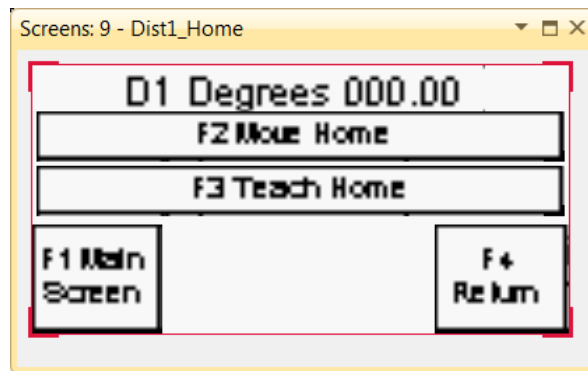 Screens: 9 - Dist1_Home
D1 Degrees 000.00
F2 Move Home
F3 Teach Home
F1 Main
Screen
F4
Return